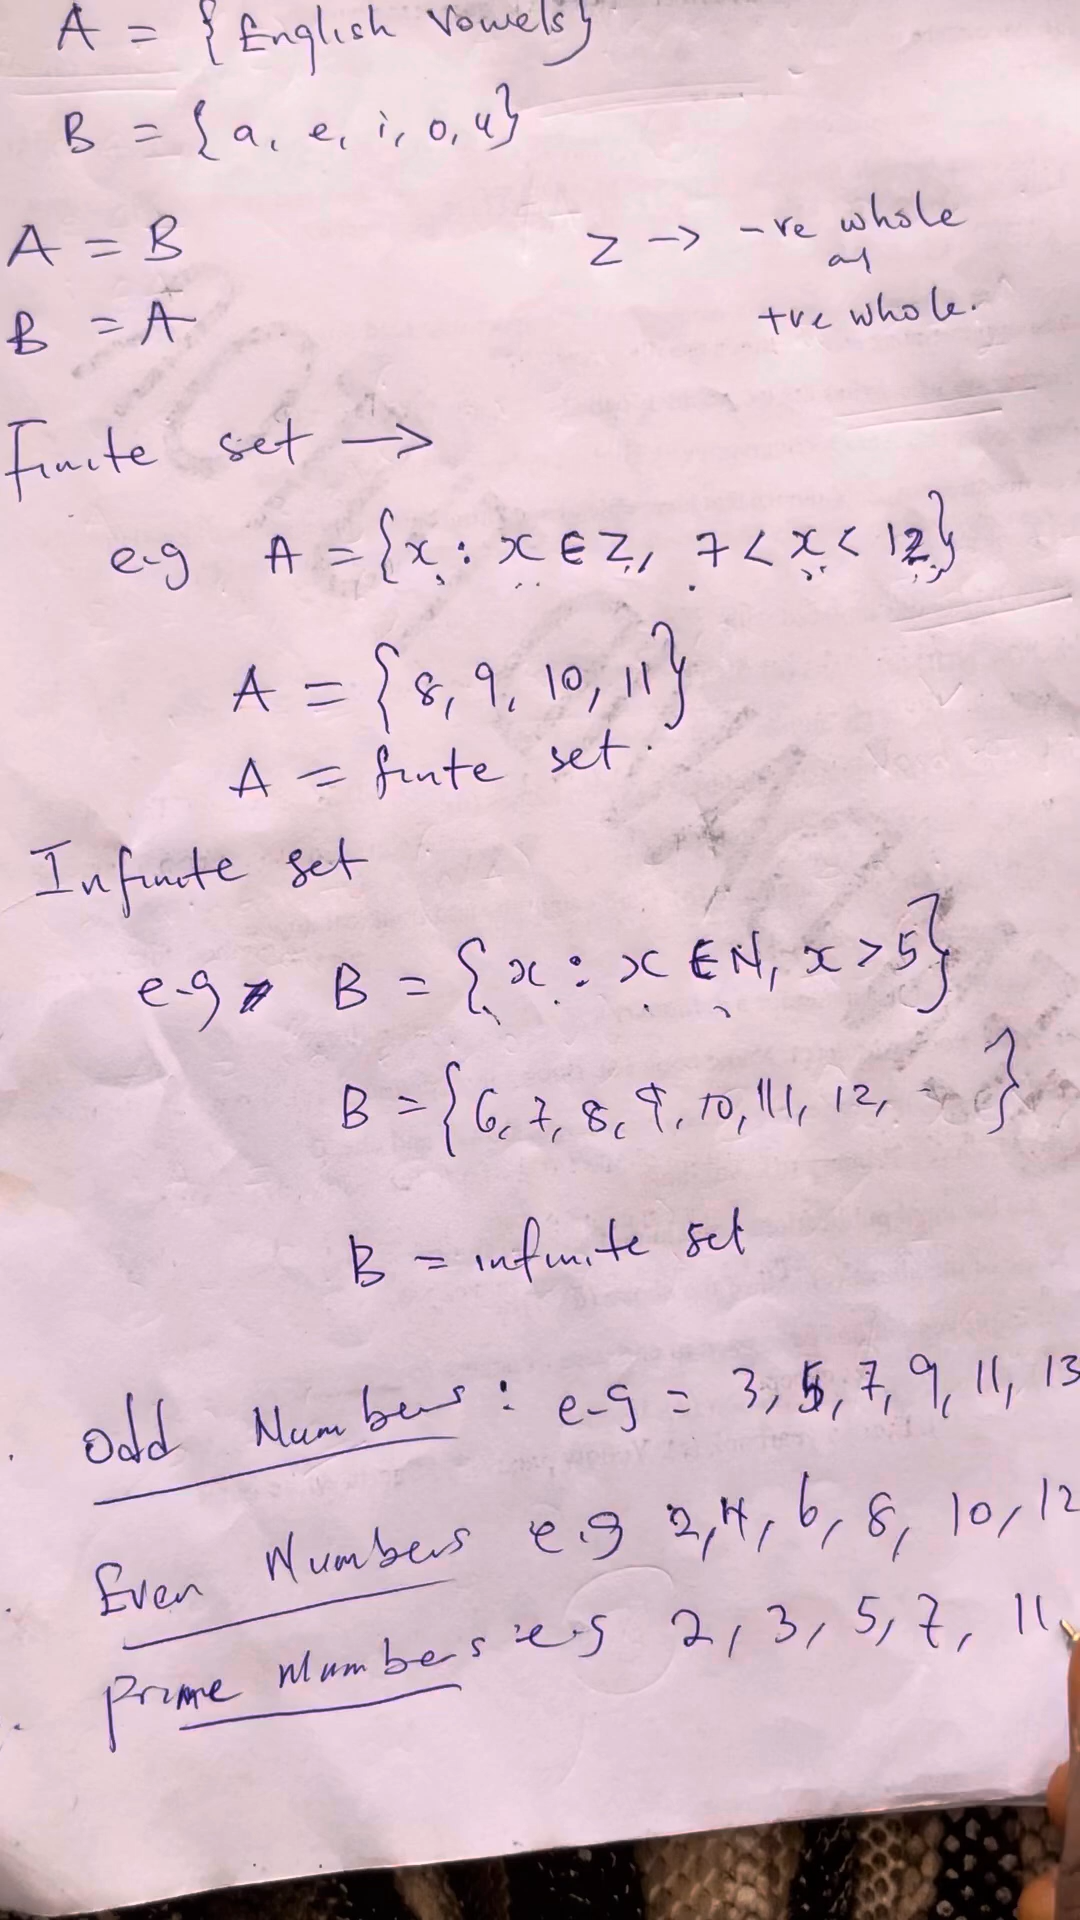 A = {English Vowels}
B = {a, e, i, o, u}
A = B
B = A
Z → -ve whole
+ve whole.
Finite set →
e.g A = {x : x ∈ Z, 7 < x < 12}
A = {8, 9, 10, 11}
A = finte set.
Infinite set
e.g B = {x : x ∈ N, x > 5}
B = {6, 7, 8, 9, 10, 11, 12, - }
B = infinite set
Odd Numbers : e-g = 3, 5, 7, 9, 11, 13
Even Numbers e.g 2, 4, 6, 8, 10, 12
Prime Numbers e.g 2, 3, 5, 7, 11